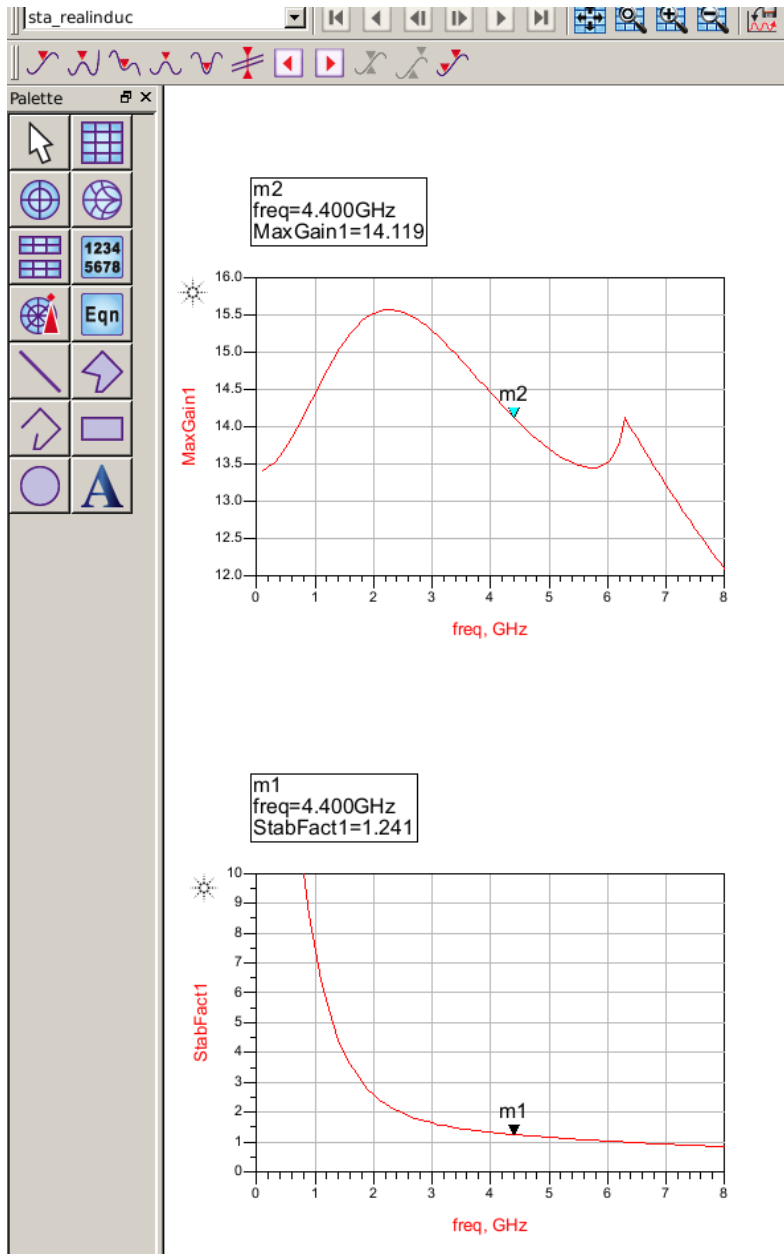 sta_realinduc
Palette
1234
5678
Eqn
A
m2
freq=4.400GHz
MaxGain1=14.119
16.0
15.5
15.0
14.5
14.0
13.5
13.0
12.5
12.0
MaxGain1
m2
0 1 2 3 4 5 6 7 8
freq, GHz
m1
freq=4.400GHz
StabFact1=1.241
10
9
8
7
6
5
4
3
2
1
0
StabFact1
m1
0 1 2 3 4 5 6 7 8
freq, GHz